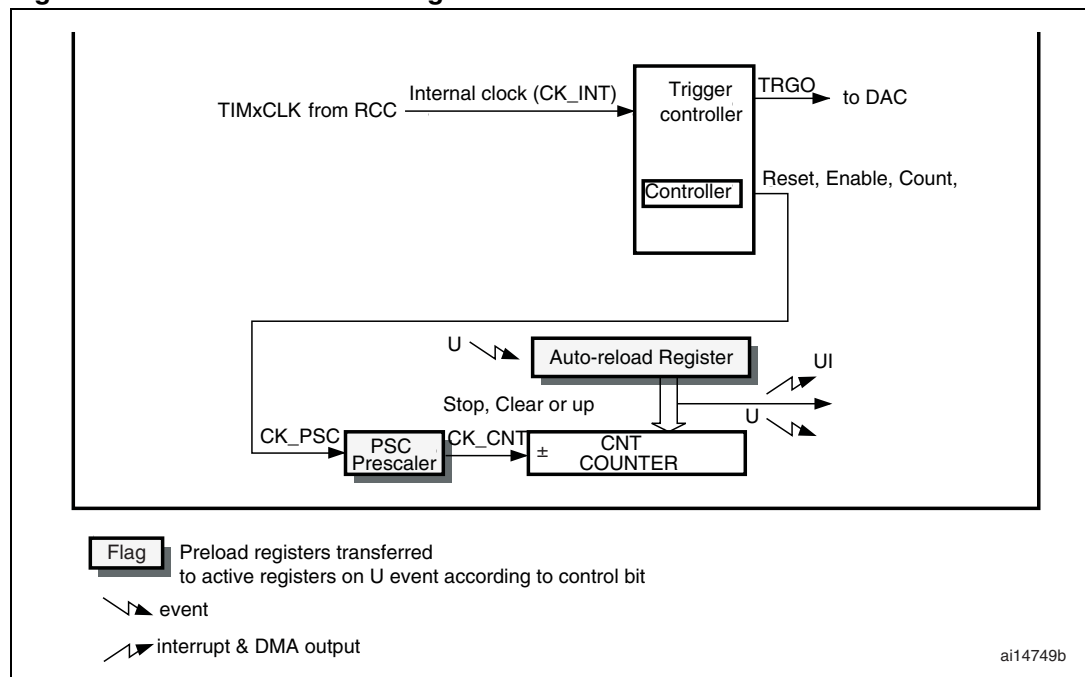 Internal clock (CK_INT)
TIMxCLK from RCC
Trigger
controller
TRGO
to DAC
Controller
Reset, Enable, Count,
U
Auto-reload Register
UI
Stop, Clear or up
U
CK_PSC
PSC
Prescaler
CK_CNT
±
CNT
COUNTER
Flag
Preload registers transferred
to active registers on U event according to control bit
event
interrupt & DMA output
ai14749b